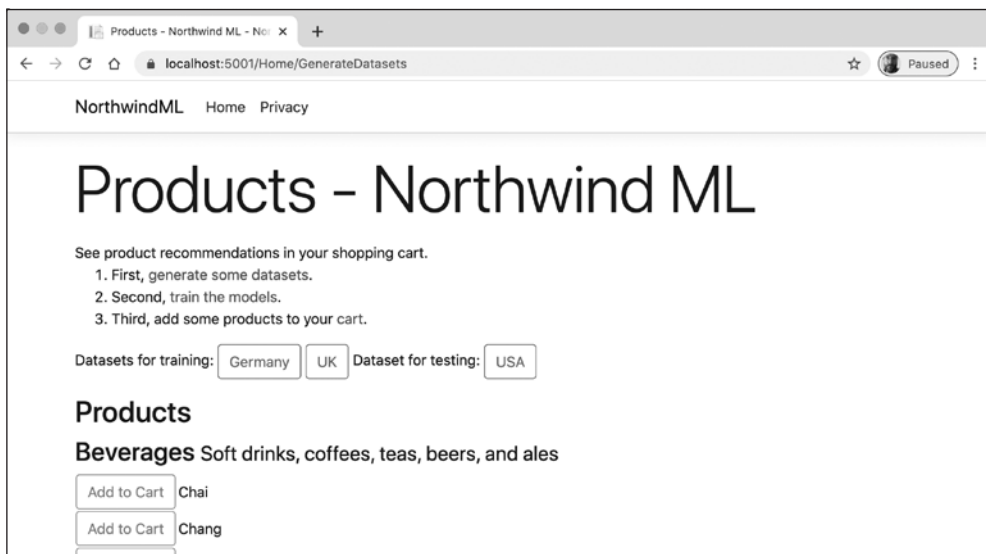 Products - Northwind ML - Nor
localhost:5001/Home/GenerateDatasets
Paused
NorthwindML Home Privacy
Products - Northwind ML
See product recommendations in your shopping cart.
1. First, generate some datasets.
2. Second, train the models.
3. Third, add some products to your cart.
Datasets for training: Germany UK Dataset for testing: USA
Products
Beverages Soft drinks, coffees, teas, beers, and ales
Add to Cart Chai
Add to Cart Chang